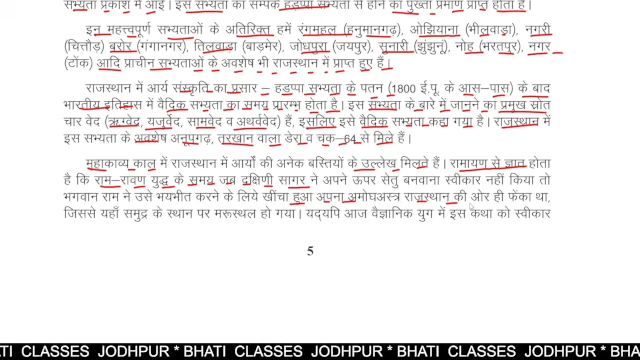 सभ्यता प्रकाश में आई। इस सभ्यता का सम्पर्क हड़प्पा सभ्यता से होने का पुख्ता प्रमाण प्राप्त होता है।
इन महत्त्वपूर्ण सभ्यताओं के अतिरिक्त हमें रंगमहल (हनुमानगढ़), ओझियाना (भीलवाड़ा), नगरी
(चित्तौड़) बरोर (गंगानगर), तिलवाड़ा (बाड़मेर), जोधपुरा (जयपुर), सुनारी (झुंझुनूं), नोह (भरतपुर), नगर
(टोंक) आदि प्राचीन सभ्यताओं के अवशेष भी राजस्थान में प्राप्त हुए हैं।
राजस्थान में आर्य संस्कृति का प्रसार - हड़प्पा सभ्यता के पतन (1800 ई.पू. के आस-पास) के बाद
भारतीय इतिहास में वैदिक सभ्यता का समय प्रारम्भ होता है। इस सभ्यता के बारे में जानने का प्रमुख स्रोत
चार वेद (ऋग्वेद, यजुर्वेद, सामवेद व अथर्ववेद) हैं, इसलिए इसे वैदिक सभ्यता कहा गया है। राजस्थान में
इस सभ्यता के अवशेष अनूपगढ़, तरखान वाला डेरा व चक-64 से मिले हैं।
महाकाव्य काल में राजस्थान में आर्यों की अनेक बस्तियों के उल्लेख मिलते हैं। रामायण से ज्ञात होता
है कि राम-रावण युद्ध के समय जब दक्षिणी सागर ने अपने ऊपर सेतु बनवाना स्वीकार नहीं किया तो
भगवान राम ने उसे भयभीत करने के लिये खींचा हुआ अपना अमोघअस्त्र राजस्थान की ओर ही फेंका था,
जिससे यहाँ समुद्र के स्थान पर मरूस्थल हो गया। यद्यपि आज वैज्ञानिक युग में इस कथा को स्वीकार
5
BHATI CLASSES JODHPUR * BHATI CLASSES JODHPUR * BHATI CLASSES